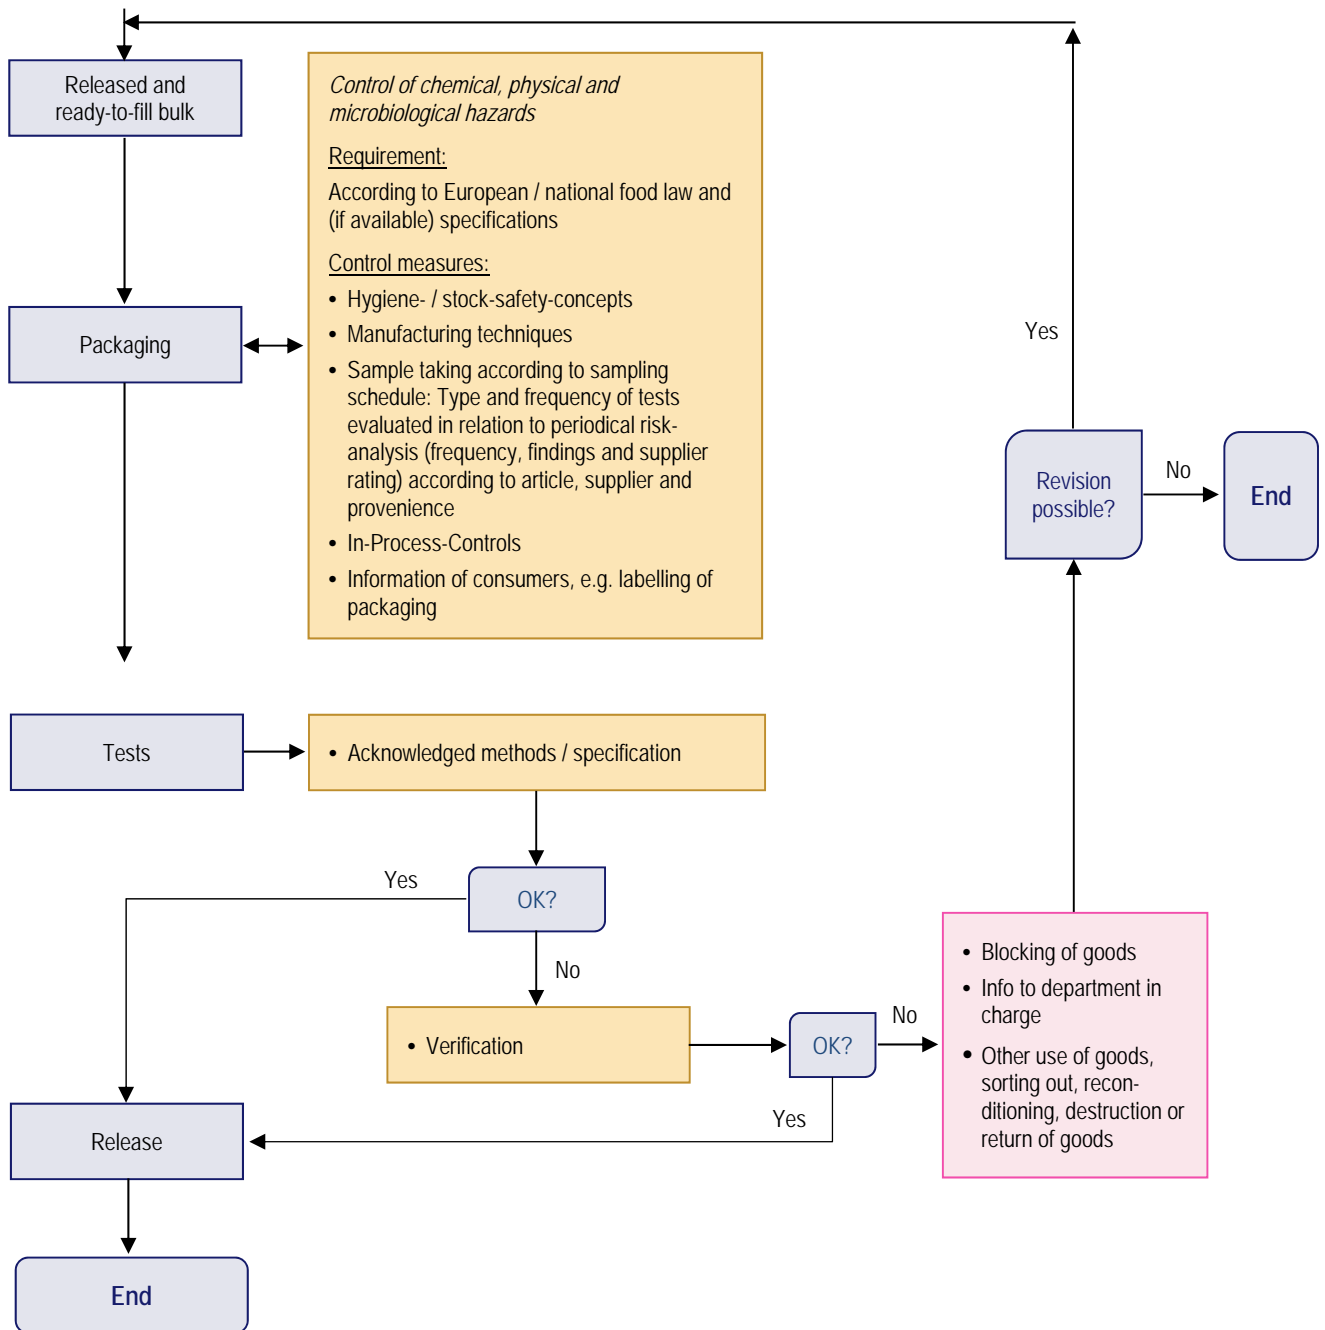 Released and
ready-to-fill bulk
Control of chemical, physical and
microbiological hazards
Requirement:
According to European / national food law and
(if available) specifications
Control measures:
• Hygiene- / stock-safety-concepts
• Manufacturing techniques
• Sample taking according to sampling
schedule: Type and frequency of tests
evaluated in relation to periodical risk-
analysis (frequency, findings and supplier
rating) according to article, supplier and
provenience
• In-Process-Controls
• Information of consumers, e.g. labelling of
packaging
Packaging
Yes
Revision
possible?
No
End
Tests
• Acknowledged methods / specification
Yes
OK?
No
• Verification
OK?
No
• Blocking of goods
• Info to department in
charge
• Other use of goods,
sorting out, recon-
ditioning, destruction or
return of goods
Yes
Release
End